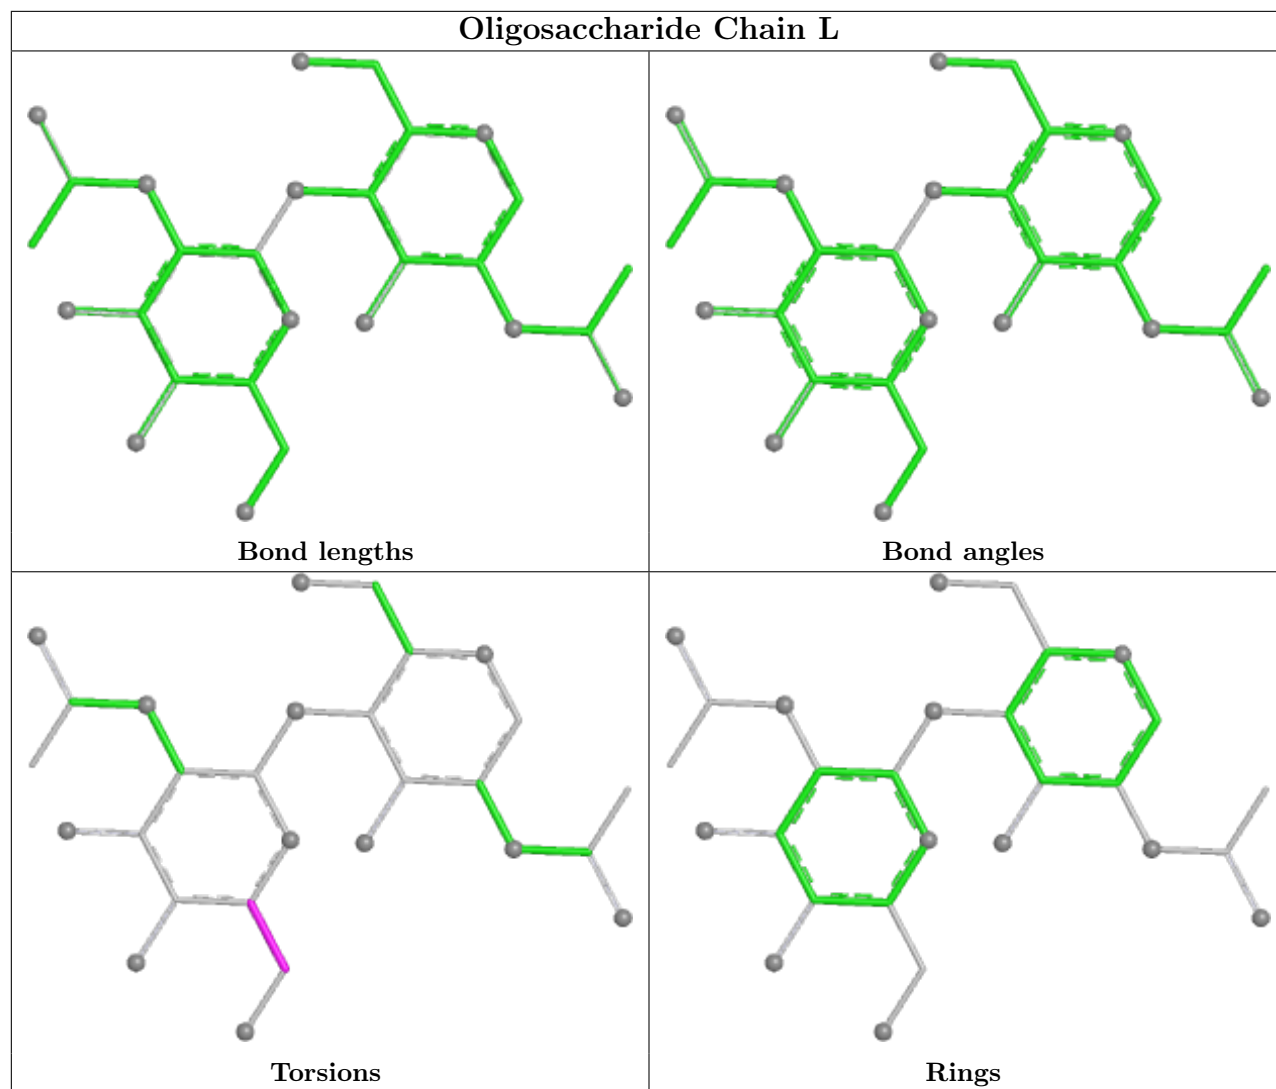 Oligosaccharide Chain L
Bond lengths
Bond angles
Torsions
Rings